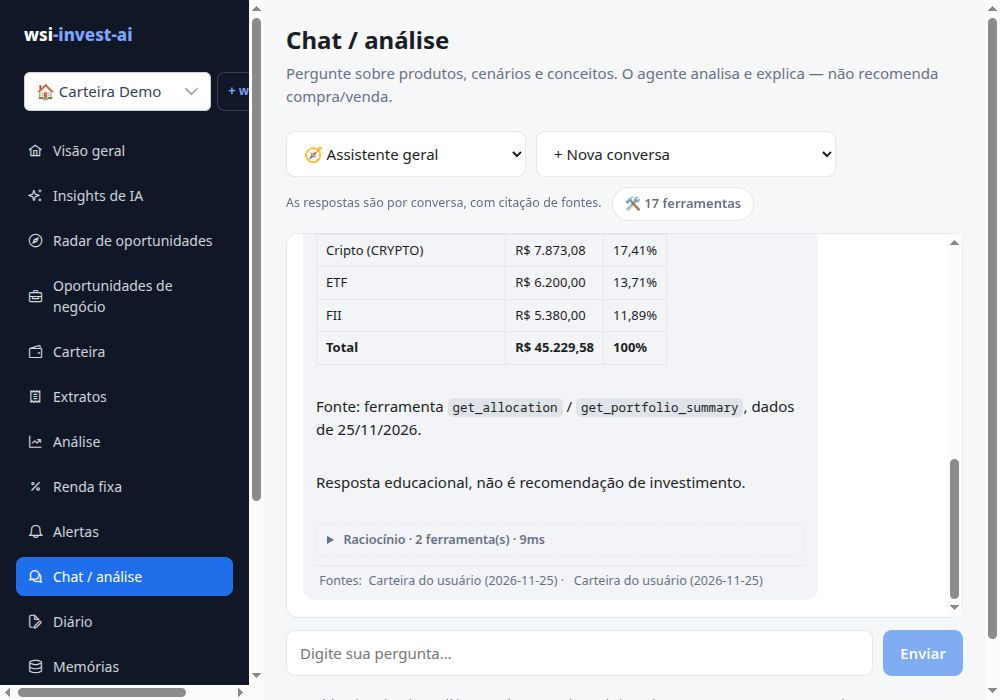 wsi-invest-ai
Carteira Demo
Visão geral
Insights de IA
Radar de oportunidades
Oportunidades de
negócio
Carteira
Extratos
Análise
Renda fixa
Alertas
Chat / análise
Diário
Memórias
Chat / análise
Pergunte sobre produtos, cenários e conceitos. O agente analisa e explica — não recomenda
compra/venda.
Assistente geral
+ Nova conversa
As respostas são por conversa, com citação de fontes.
17 ferramentas
Cripto (CRYPTO) R$ 7.873,08 17,41%
ETF R$ 6.200,00 13,71%
FII R$ 5.380,00 11,89%
Total R$ 45.229,58 100%
Fonte: ferramenta get_allocation / get_portfolio_summary, dados
de 25/11/2026.
Resposta educacional, não é recomendação de investimento.
Raciocínio · 2 ferramenta(s) · 9ms
Fontes: Carteira do usuário (2026-11-25) · Carteira do usuário (2026-11-25)
Digite sua pergunta...
Enviar